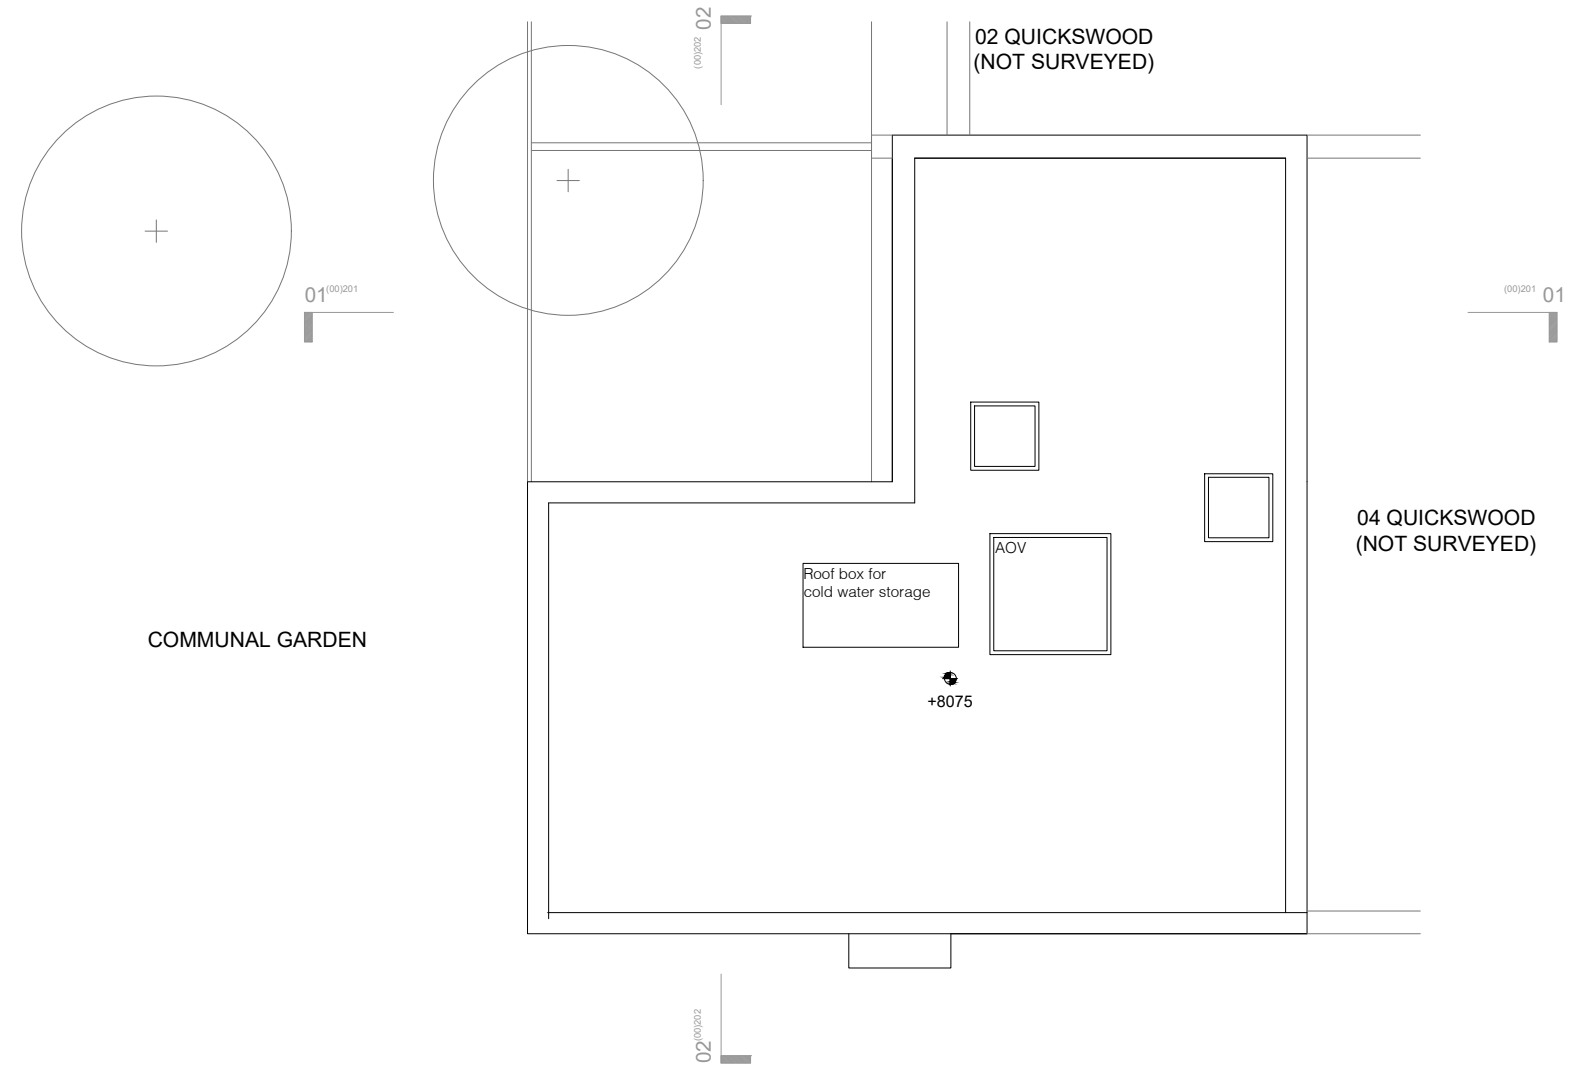 02
(00)202
02 QUICKSWOOD
(NOT SURVEYED)
01(00)201
(00)201 01
AOV
04 QUICKSWOOD
(NOT SURVEYED)
Roof box for
cold water storage
COMMUNAL GARDEN
+8075
02(00)202